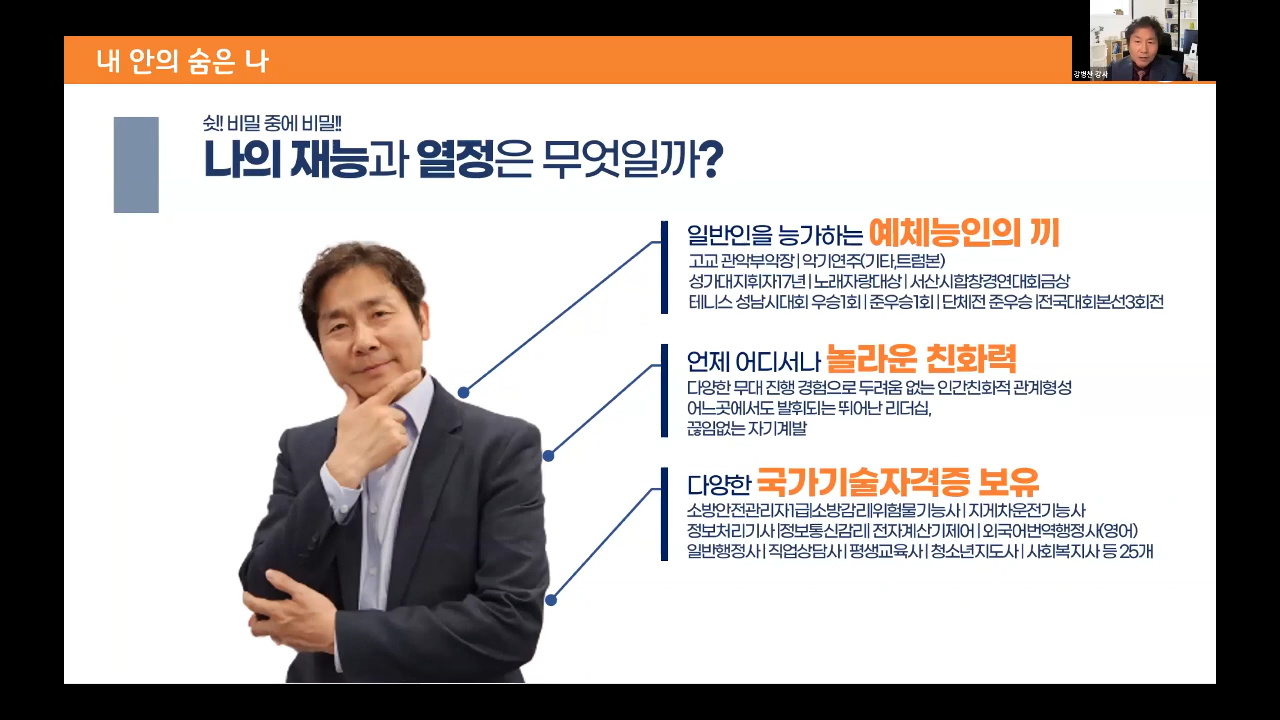 내 안의 숨은 나
강병찬 강사
쉿! 비밀 중에 비밀!!
나의 재능과 열정은 무엇일까?
일반인을 능가하는 예체능인의 끼
고교 관악부악장 | 악기연주(기타,트럼본)
성가대지휘자17년 | 노래자랑대상 | 서산시합창경연대회금상
테니스 성남시대회 우승1회 | 준우승1회 | 단체전 준우승 |전국대회본선3회전
언제 어디서나 놀라운 친화력
다양한 무대 진행 경험으로 두려움 없는 인간친화적 관계형성
어느곳에서도 발휘되는 뛰어난 리더십,
끊임없는 자기계발
다양한 국가기술자격증 보유
소방안전관리자1급|소방감리|위험물기능사 | 지게차운전기능사
정보처리기사 |정보통신감리| 전자계산기제어 | 외국어번역행정사(영어)
일반행정사 | 직업상담사 | 평생교육사 | 청소년지도사 | 사회복지사 등 25개